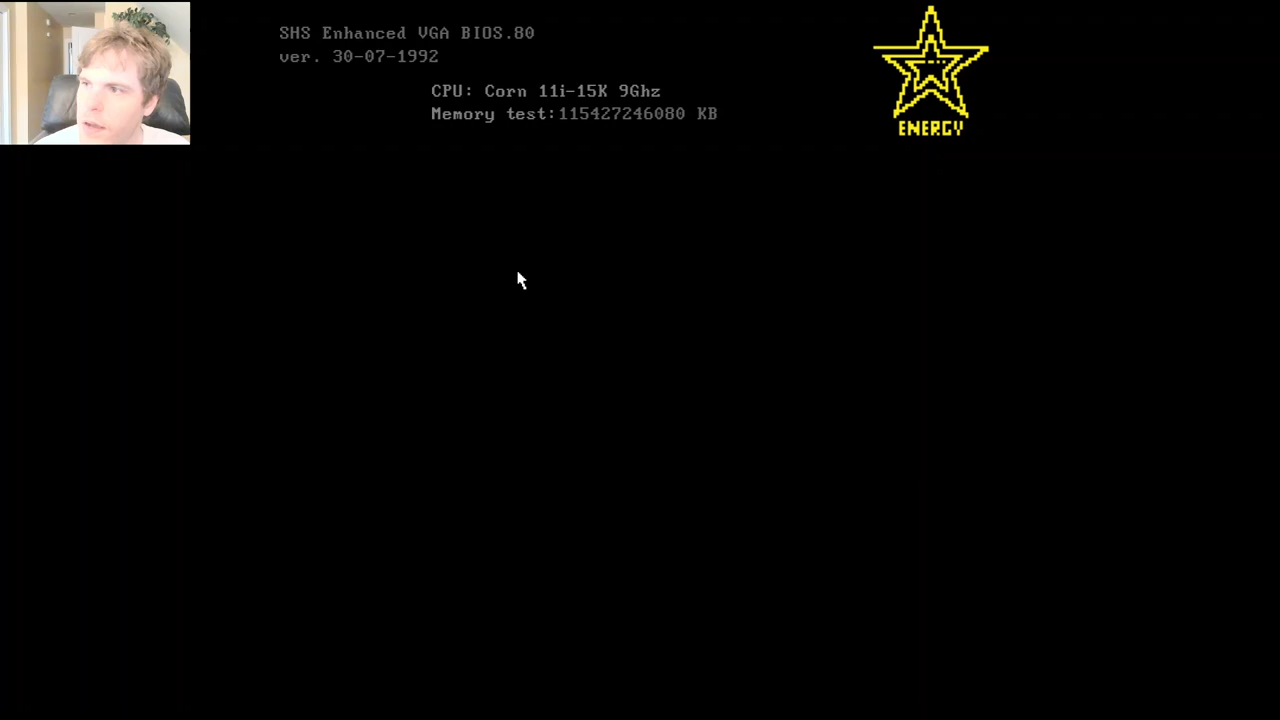 SHS Enhanced VGA BIOS.80
ver. 30-07-1992
CPU: Corn 11i-15K 9Ghz
Memory test:115427246080 KB
ENERGY